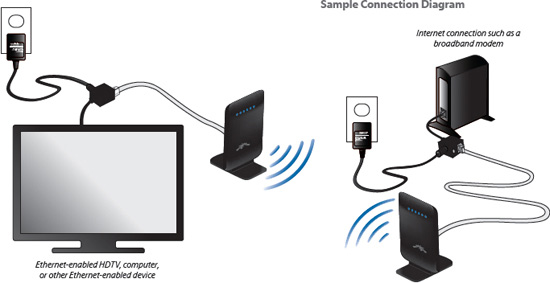 Sample Connection Diagram
Internet connection such as a
broadband modem
Ethernet-enabled HDTV, computer,
or other Ethernet-enabled device